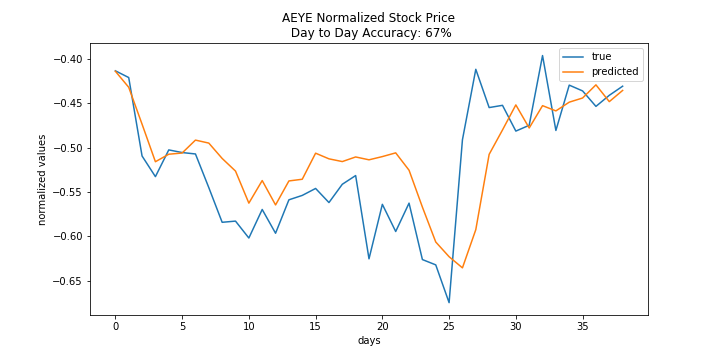 AEYE Normalized Stock Price
Day to Day Accuracy: 67%
true
predicted
normalized values
−0.40
−0.45
−0.50
−0.55
−0.60
−0.65
0 5 10 15 20 25 30 35
days